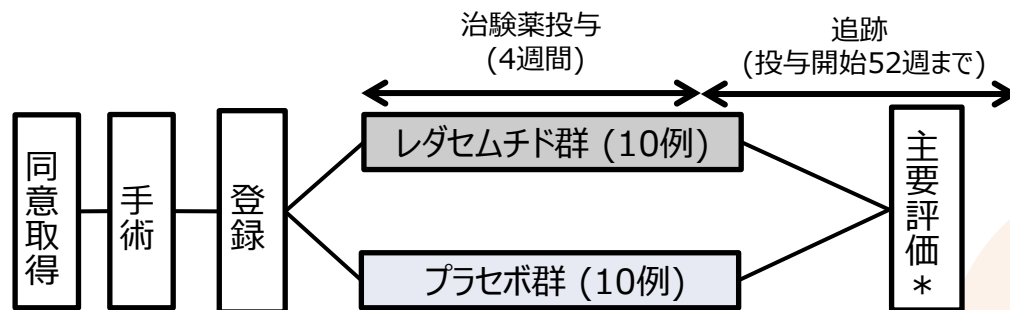 治験薬投与
(4週間)
追跡
(投与開始52週まで)
同意取得
手術
登録
レダセムチド群 (10例)
プラセボ群 (10例)
主要評価*